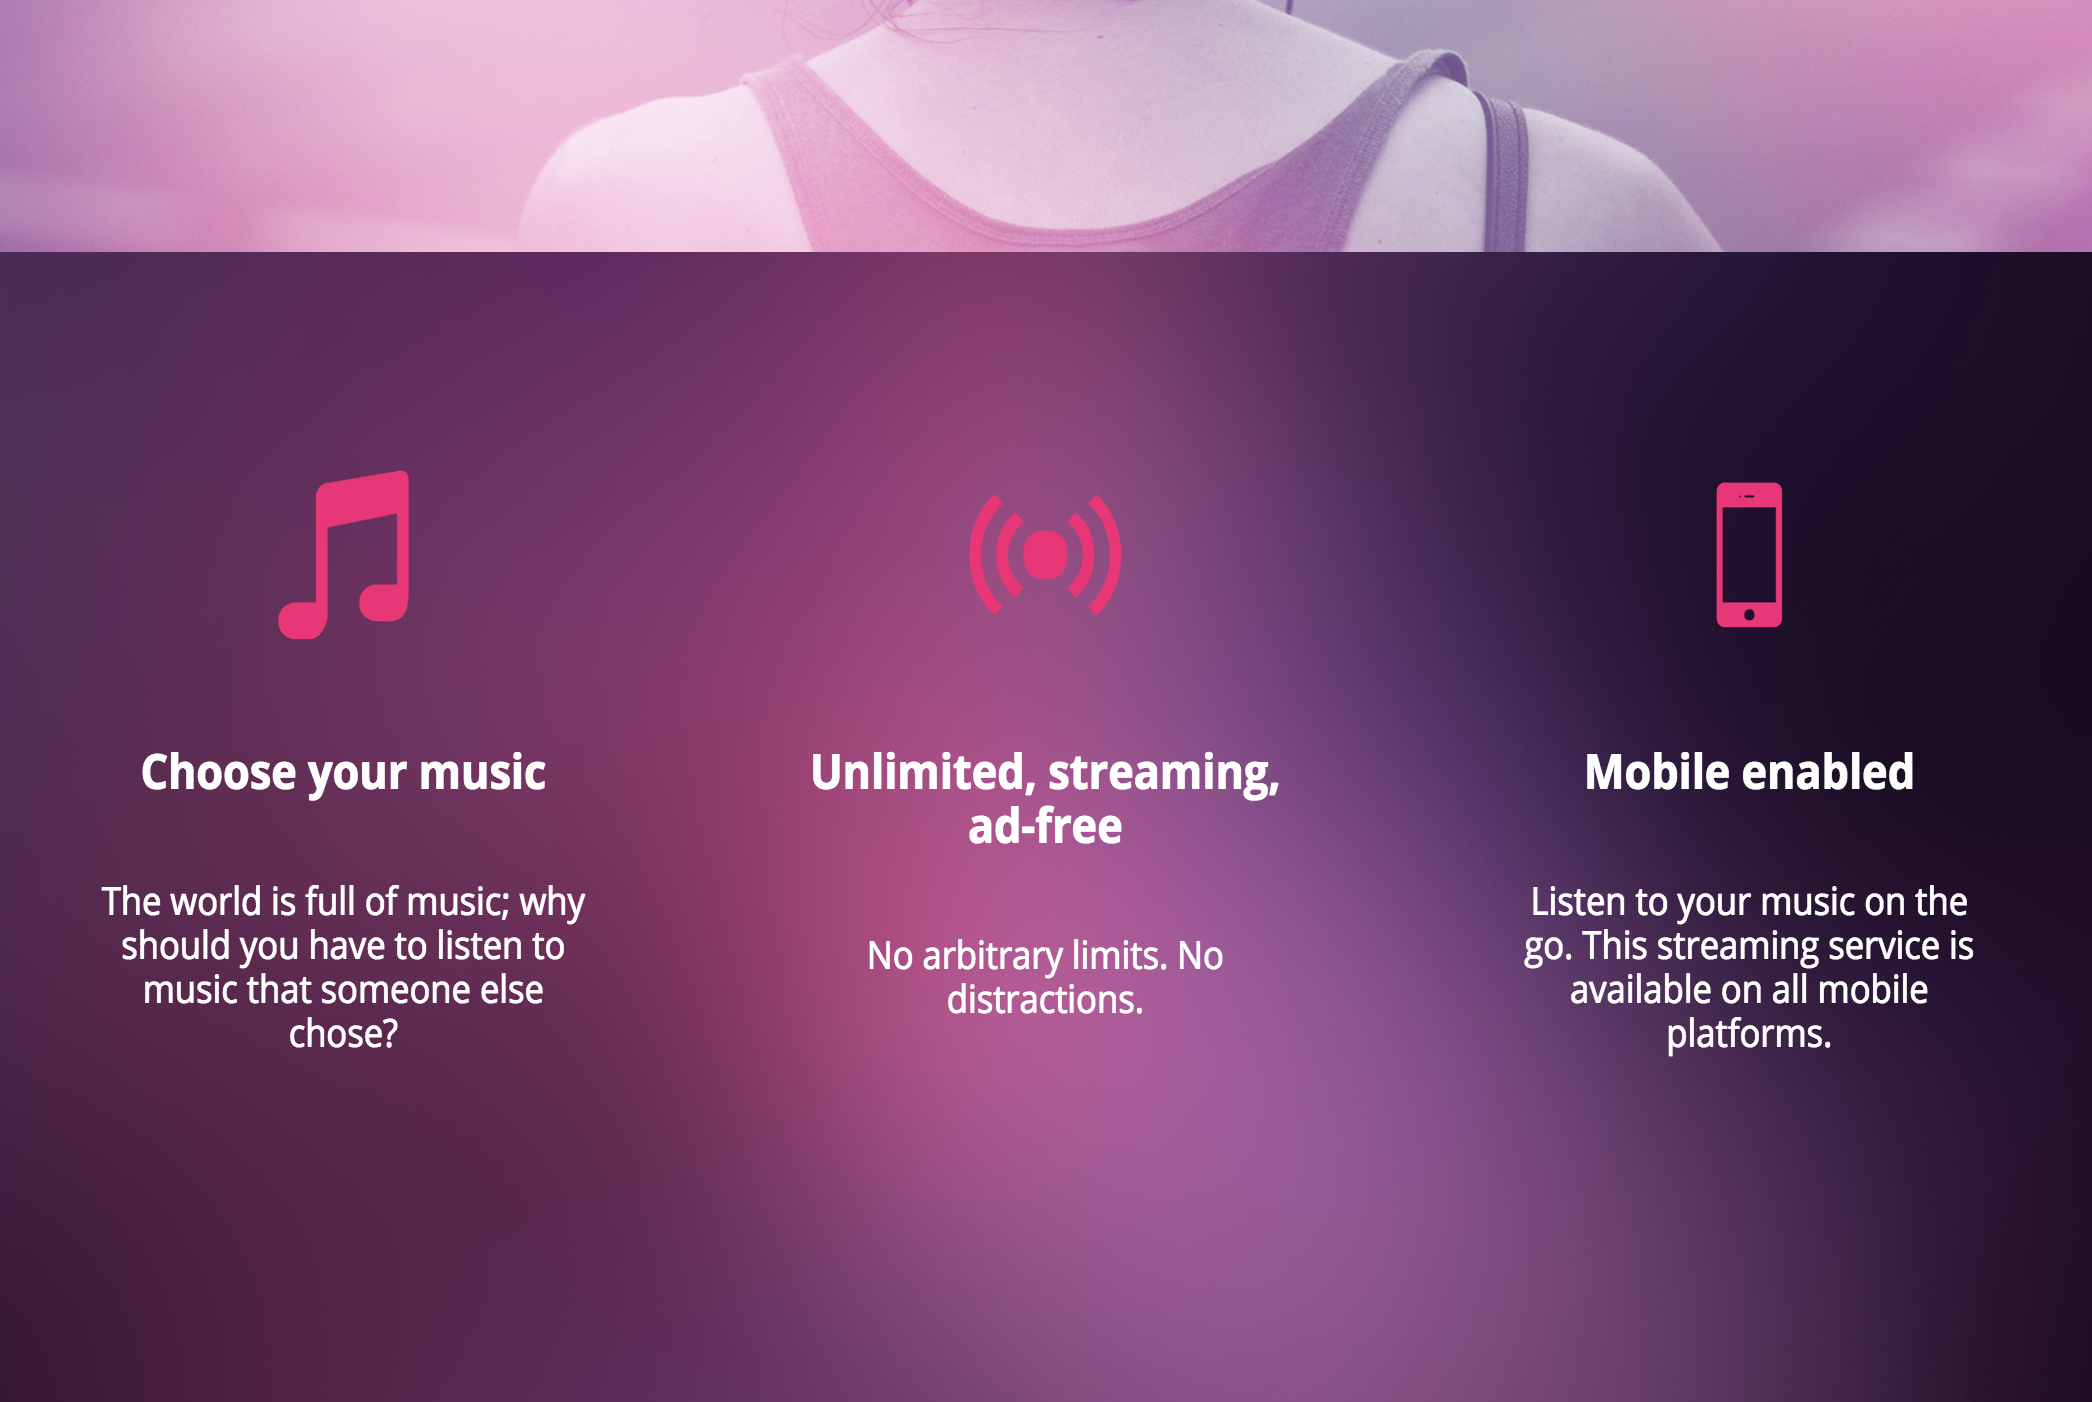 Choose your music
The world is full of music; why
should you have to listen to
music that someone else
chose?
Unlimited, streaming,
ad-free
No arbitrary limits. No
distractions.
Mobile enabled
Listen to your music on the
go. This streaming service is
available on all mobile
platforms.